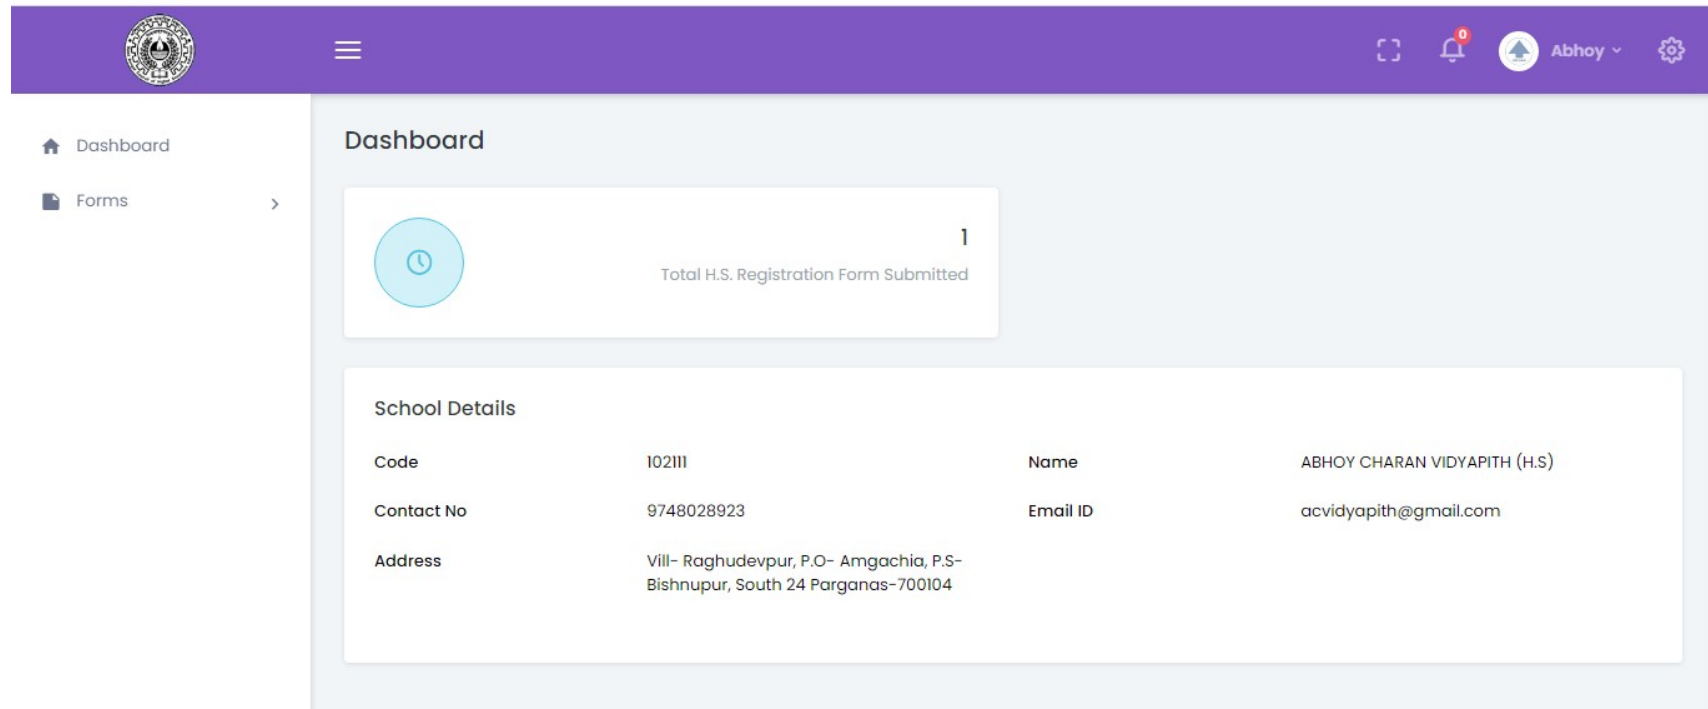 0
Abhoy
Dashboard
Forms
Dashboard
1
Total H.S. Registration Form Submitted
School Details
Code 102111 Name ABHOY CHARAN VIDYAPITH (H.S)
Contact No 9748028923 Email ID acvidyapith@gmail.com
Address Vill- Raghudevpur, P.O- Amgachia, P.S-
Bishnupur, South 24 Parganas-700104